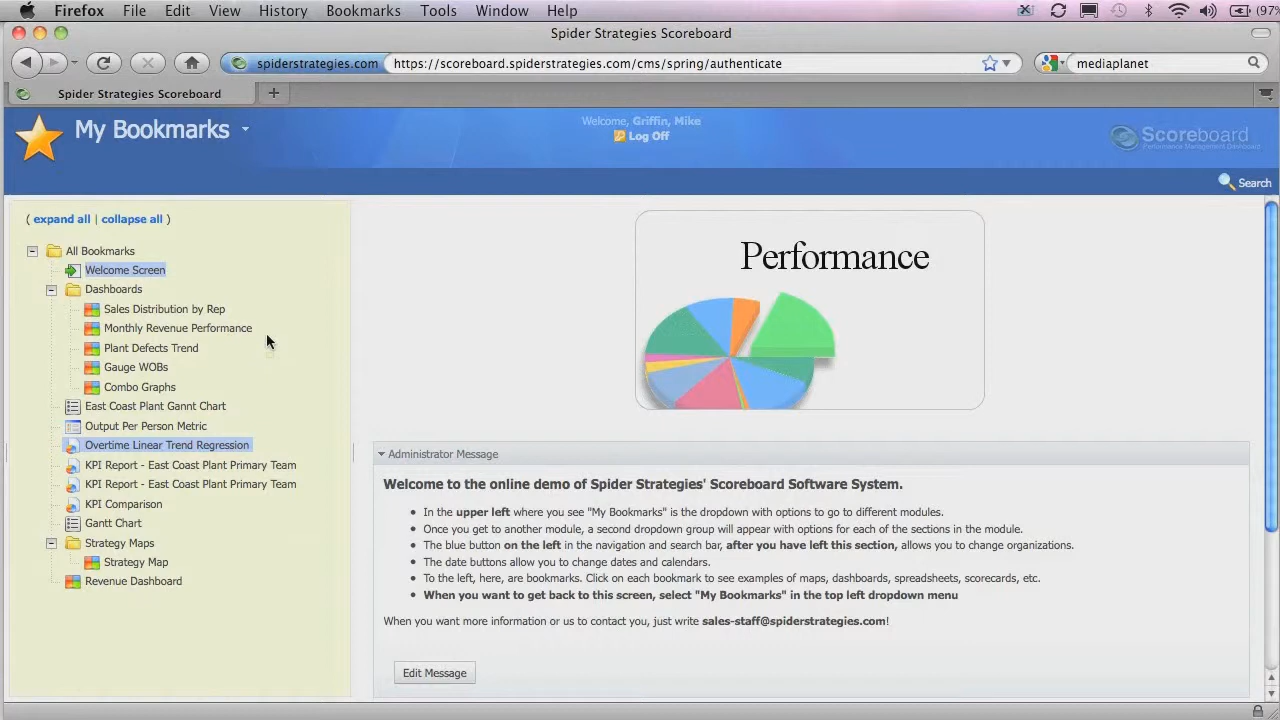 Firefox File Edit View History Bookmarks Tools Window Help (97%
Spider Strategies Scoreboard
spiderstrategies.com https://scoreboard.spiderstrategies.com/cms/spring/authenticate mediaplanet
Spider Strategies Scoreboard
My Bookmarks
Welcome, Griffin, Mike
Log Off
Scoreboard
Performance Management Dashboard
Search
( expand all | collapse all )
All Bookmarks
Welcome Screen
Dashboards
Sales Distribution by Rep
Monthly Revenue Performance
Plant Defects Trend
Gauge WOBs
Combo Graphs
East Coast Plant Gannt Chart
Output Per Person Metric
Overtime Linear Trend Regression
KPI Report - East Coast Plant Primary Team
KPI Report - East Coast Plant Primary Team
KPI Comparison
Gantt Chart
Strategy Maps
Strategy Map
Revenue Dashboard
Performance
Administrator Message
Welcome to the online demo of Spider Strategies' Scoreboard Software System.
In the upper left where you see "My Bookmarks" is the dropdown with options to go to different modules.
Once you get to another module, a second dropdown group will appear with options for each of the sections in the module.
The blue button on the left in the navigation and search bar, after you have left this section, allows you to change organizations.
The date buttons allow you to change dates and calendars.
To the left, here, are bookmarks. Click on each bookmark to see examples of maps, dashboards, spreadsheets, scorecards, etc.
When you want to get back to this screen, select "My Bookmarks" in the top left dropdown menu
When you want more information or us to contact you, just write sales-staff@spiderstrategies.com!
Edit Message